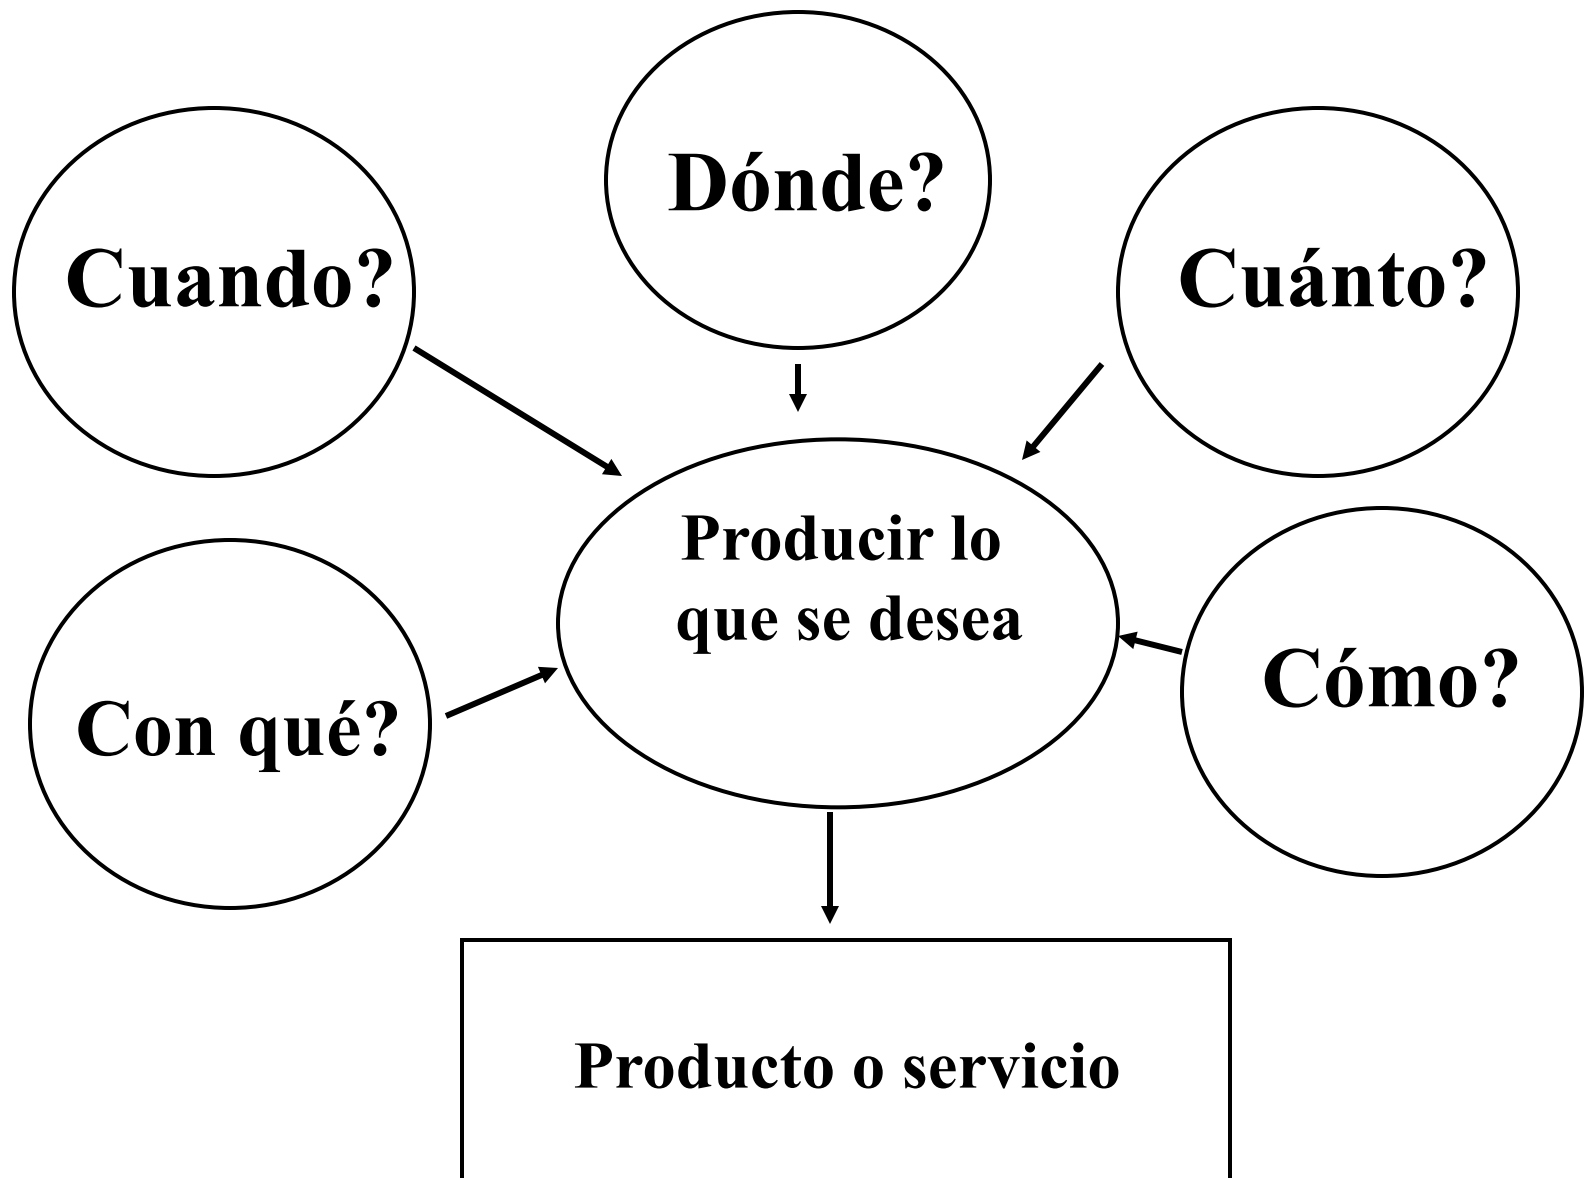 Dónde?
Cuando?
Cuánto?
Producir lo
que se desea
Cómo?
Con qué?
Producto o servicio